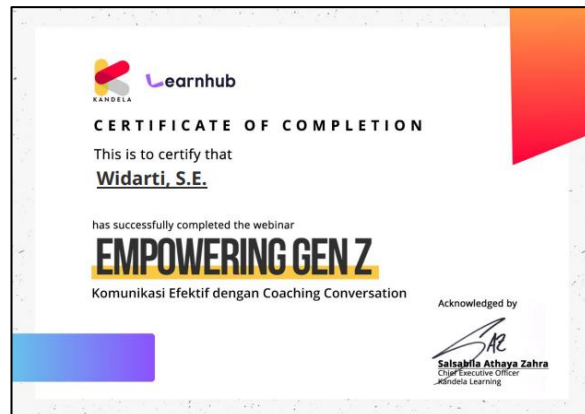 KANDELA
Learnhub
CERTIFICATE OF COMPLETION
This is to certify that
Widarti, S.E.
has successfully completed the webinar
EMPOWERING GEN Z
Komunikasi Efektif dengan Coaching Conversation
Acknowledged by
Salsabila Athaya Zahra
Chief Executive Officer
Kandela Learning